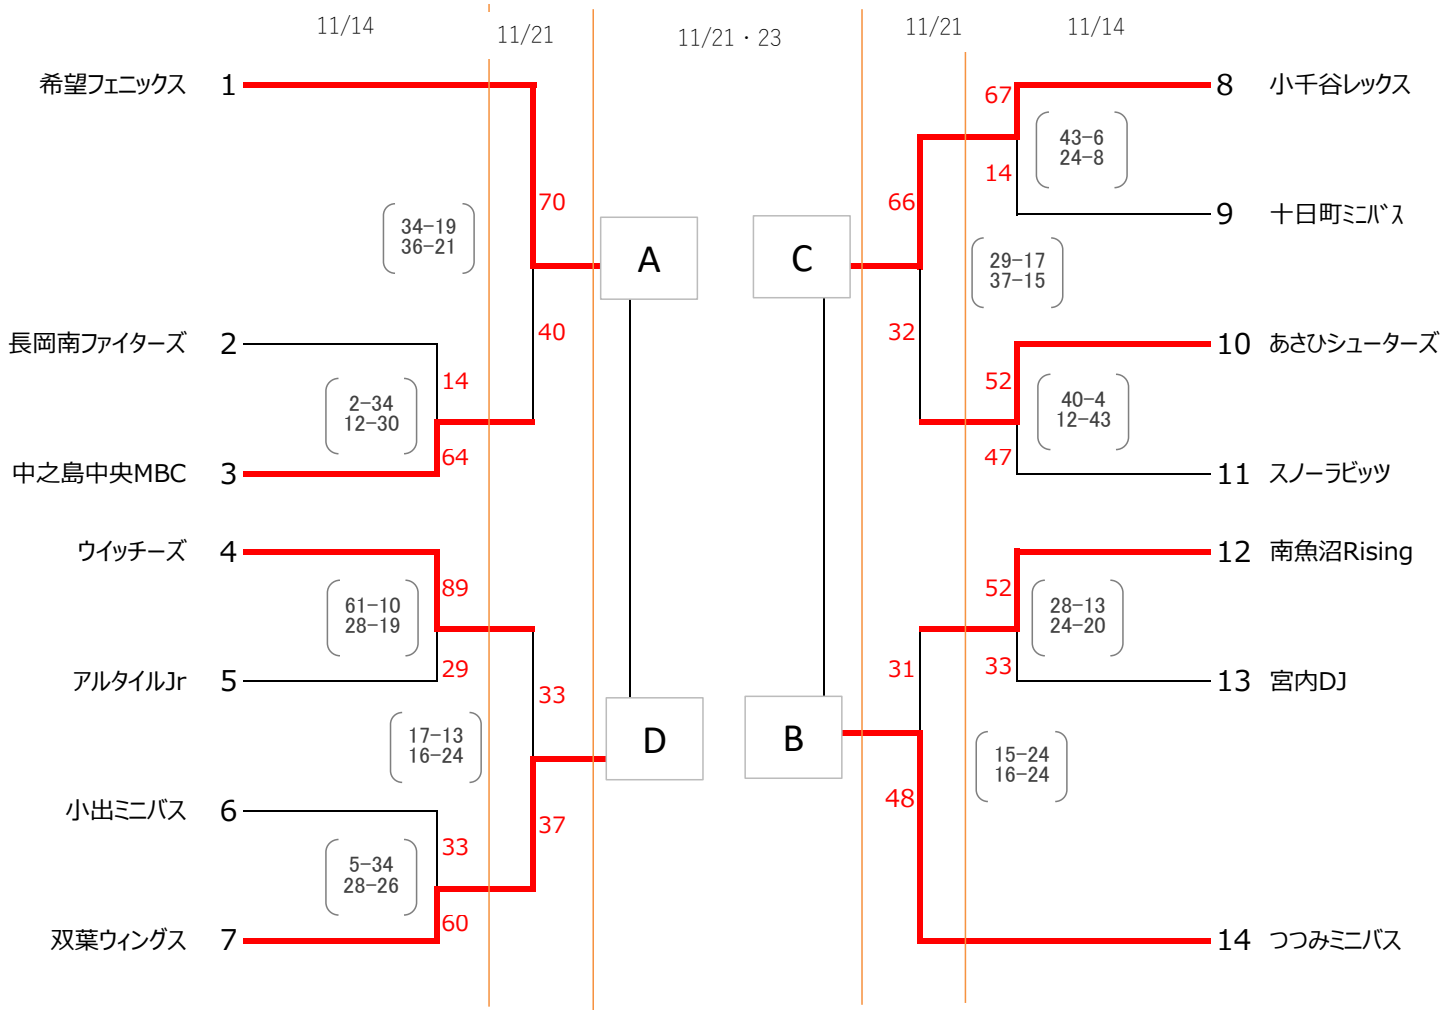 11/14
11/21
11/21・23
11/21
11/14
希望フェニックス 1
8 小千谷レックス
67
43-6
24-8
14
9 十日町ミニバス
70
34-19
36-21
A
C
66
29-17
37-15
40
32
長岡南ファイターズ 2
10 あさひシューターズ
14
2-34
12-30
52
40-4
12-43
64
47
中之島中央MBC 3
11 スノーラビッツ
ウイッチーズ 4
12 南魚沼Rising
89
61-10
28-19
52
28-13
24-20
29
31
33
アルタイルJr 5
13 宮内DJ
33
17-13
16-24
D
B
15-24
16-24
小出ミニバス 6
37
48
33
5-34
28-26
60
双葉ウィングス 7
14 つつみミニバス